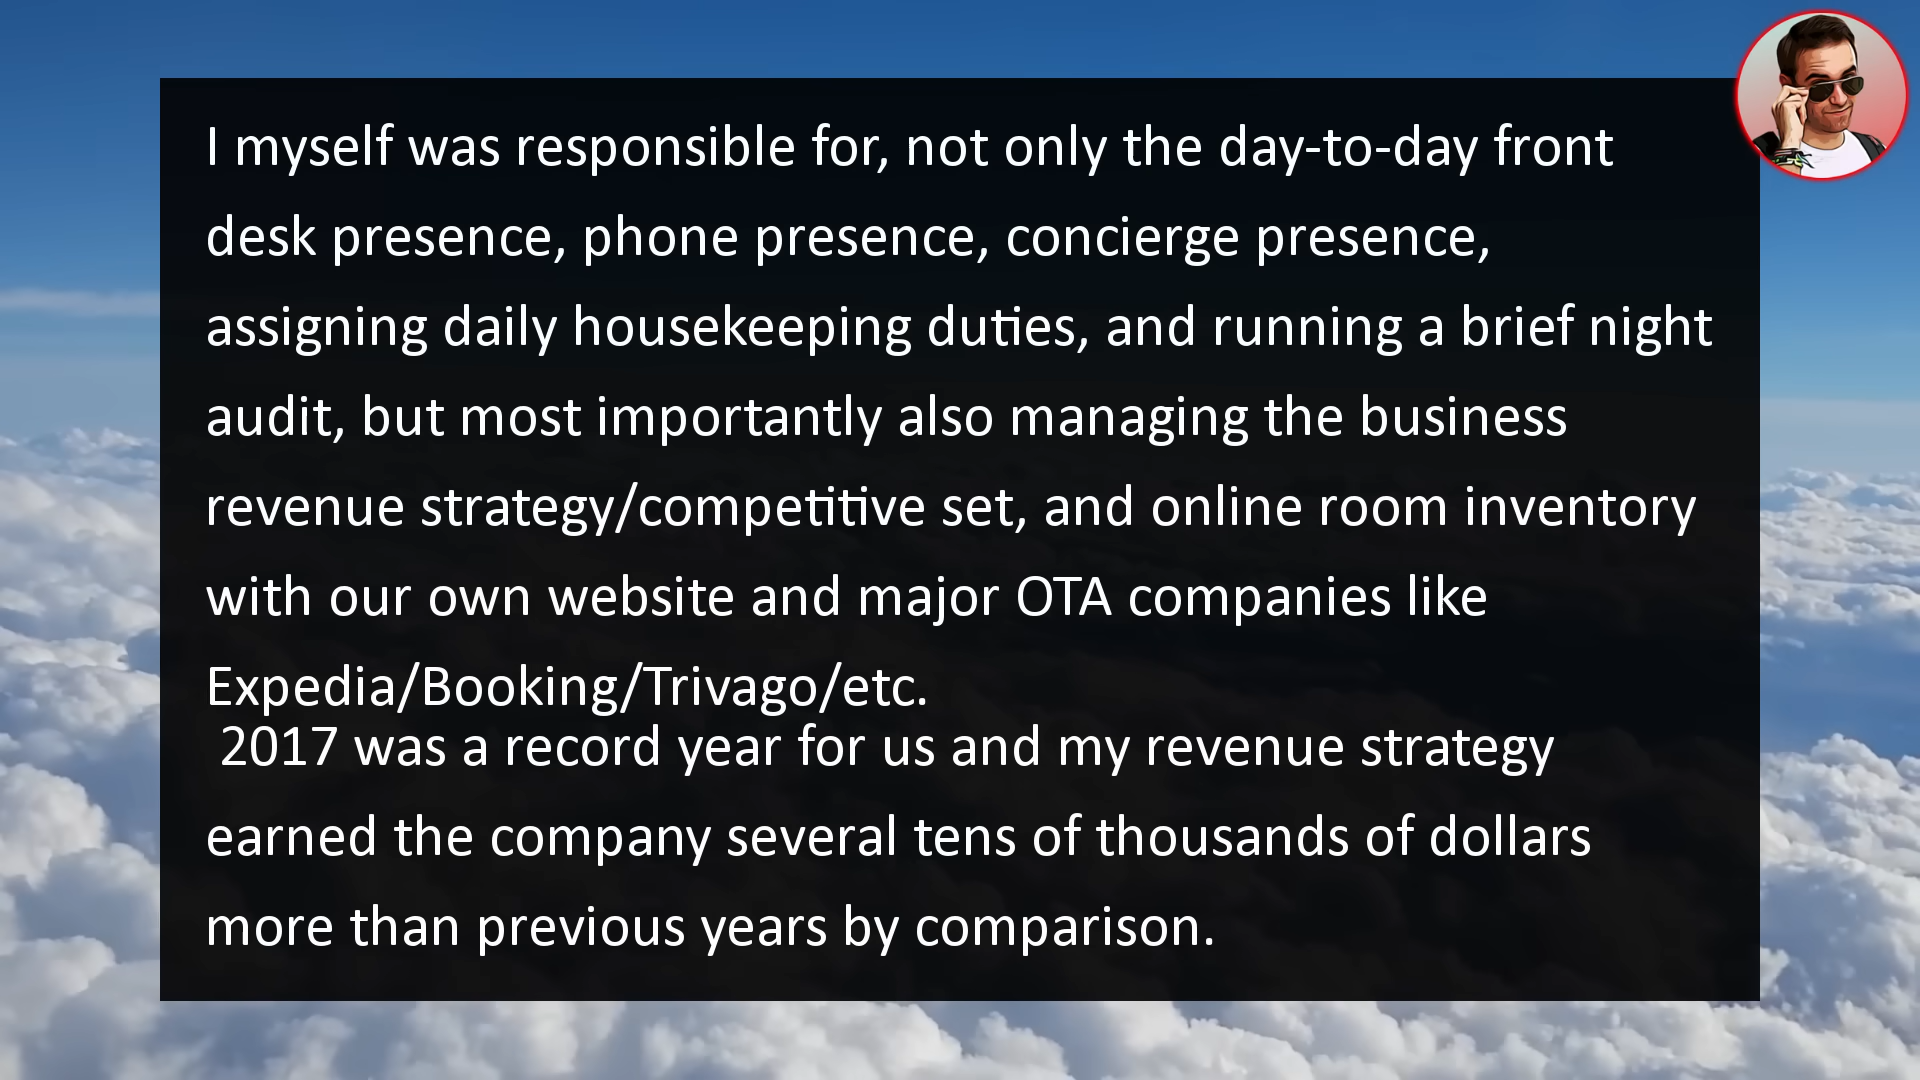 I myself was responsible for, not only the day-to-day front
desk presence, phone presence, concierge presence,
assigning daily housekeeping duties, and running a brief night
audit, but most importantly also managing the business
revenue strategy/competitive set, and online room inventory
with our own website and major OTA companies like
Expedia/Booking/Trivago/etc.
2017 was a record year for us and my revenue strategy
earned the company several tens of thousands of dollars
more than previous years by comparison.